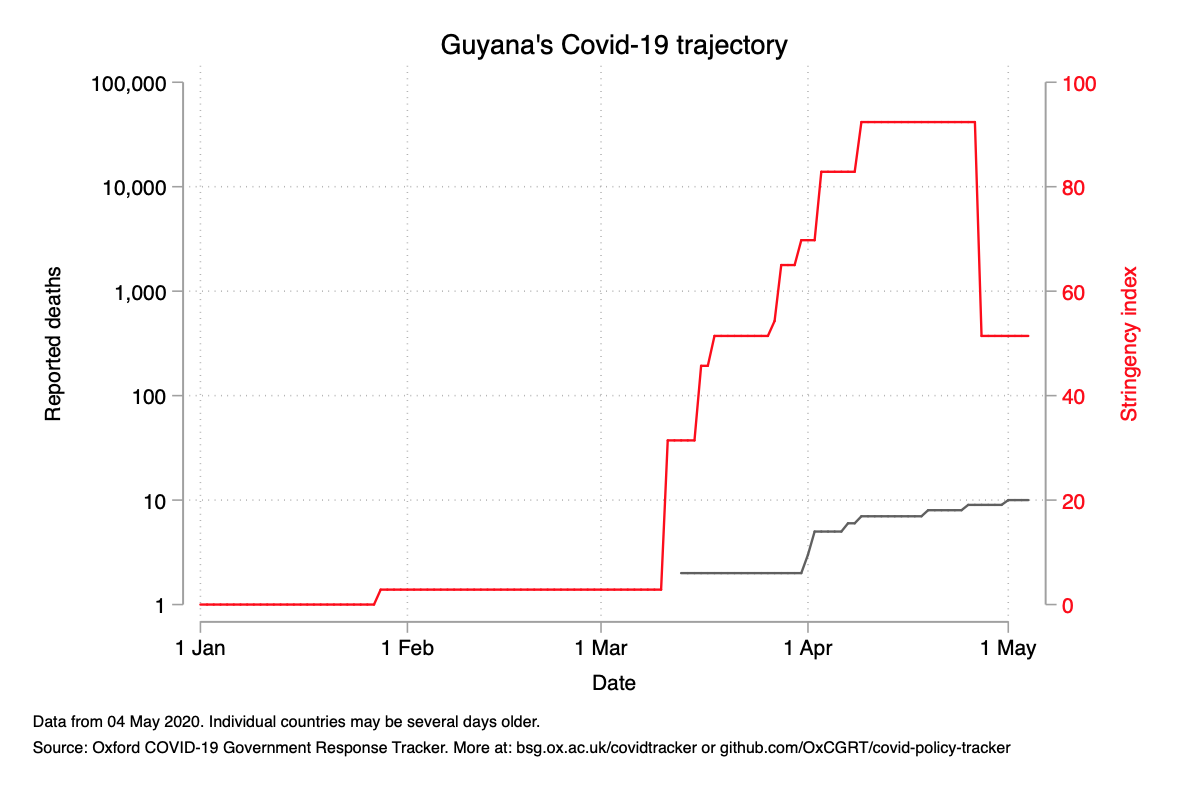 Guyana's Covid-19 trajectory
100,000
10,000
1,000
100
10
1
Reported deaths
100
80
60
40
20
0
Stringency index
1 Jan
1 Feb
1 Mar
1 Apr
1 May
Date
Data from 04 May 2020. Individual countries may be several days older.
Source: Oxford COVID-19 Government Response Tracker. More at: bsg.ox.ac.uk/covidtracker or github.com/OxCGRT/covid-policy-tracker